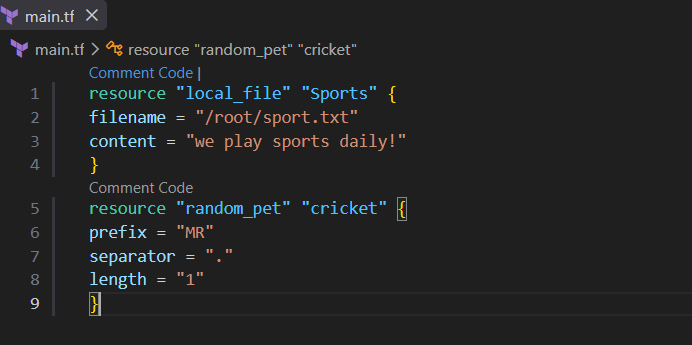 main.tf ×
main.tf > resource "random_pet" "cricket"
Comment Code |
1 resource "local_file" "Sports" {
2 filename = "/root/sport.txt"
3 content = "we play sports daily!"
4 }
Comment Code
5 resource "random_pet" "cricket" {
6 prefix = "MR"
7 separator = "."
8 length = "1"
9 }